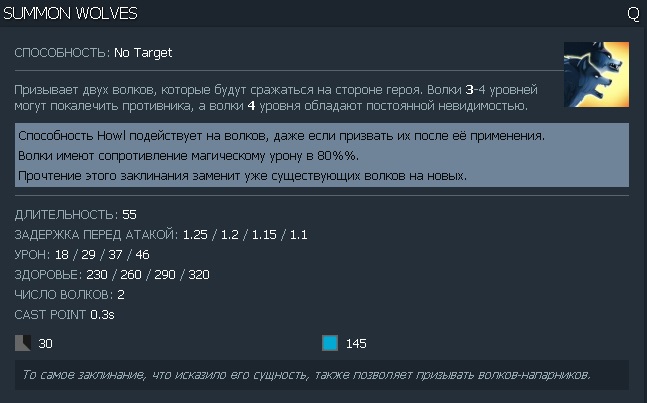 SUMMON WOLVES Q
СПОСОБНОСТЬ: No Target
Призывает двух волков, которые будут сражаться на стороне героя. Волки 3-4 уровней
могут покалечить противника, а волки 4 уровня обладают постоянной невидимостью.
Способность Howl подействует на волков, даже если призвать их после её применения.
Волки имеют сопротивление магическому урону в 80%%.
Прочтение этого заклинания заменит уже существующих волков на новых.
ДЛИТЕЛЬНОСТЬ: 55
ЗАДЕРЖКА ПЕРЕД АТАКОЙ: 1.25 / 1.2 / 1.15 / 1.1
УРОН: 18 / 29 / 37 / 46
ЗДОРОВЬЕ: 230 / 260 / 290 / 320
ЧИСЛО ВОЛКОВ: 2
CAST POINT 0.3s
30 145
То самое заклинание, что исказило его сущность, также позволяет призывать волков-напарников.